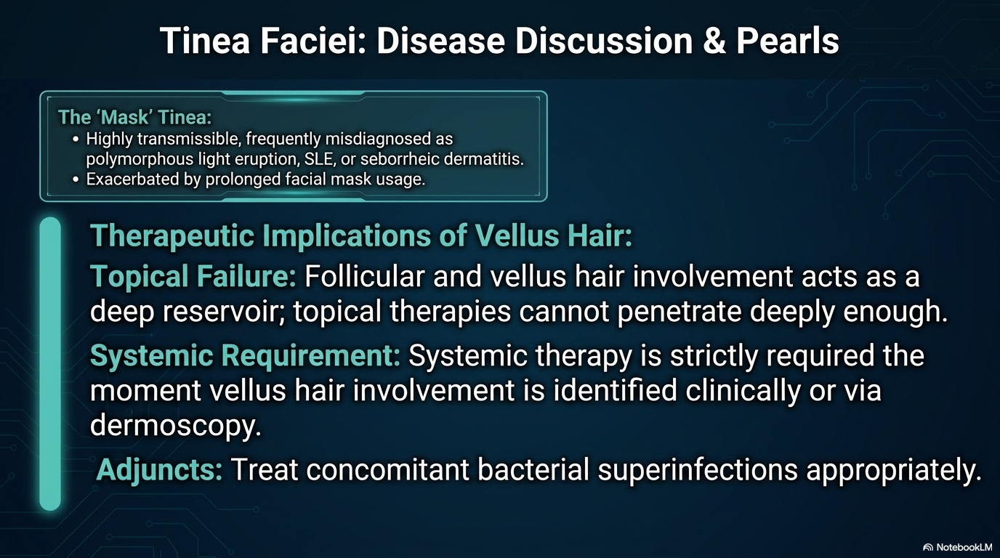 Tinea Faciei: Disease Discussion & Pearls
The ‘Mask’ Tinea:
• Highly transmissible, frequently misdiagnosed as
polymorphous light eruption, SLE, or seborrheic dermatitis.
• Exacerbated by prolonged facial mask usage.
Therapeutic Implications of Vellus Hair:
Topical Failure: Follicular and vellus hair involvement acts as a
deep reservoir; topical therapies cannot penetrate deeply enough.
Systemic Requirement: Systemic therapy is strictly required the
moment vellus hair involvement is identified clinically or via
dermoscopy.
Adjuncts: Treat concomitant bacterial superinfections appropriately.
NotebookLM